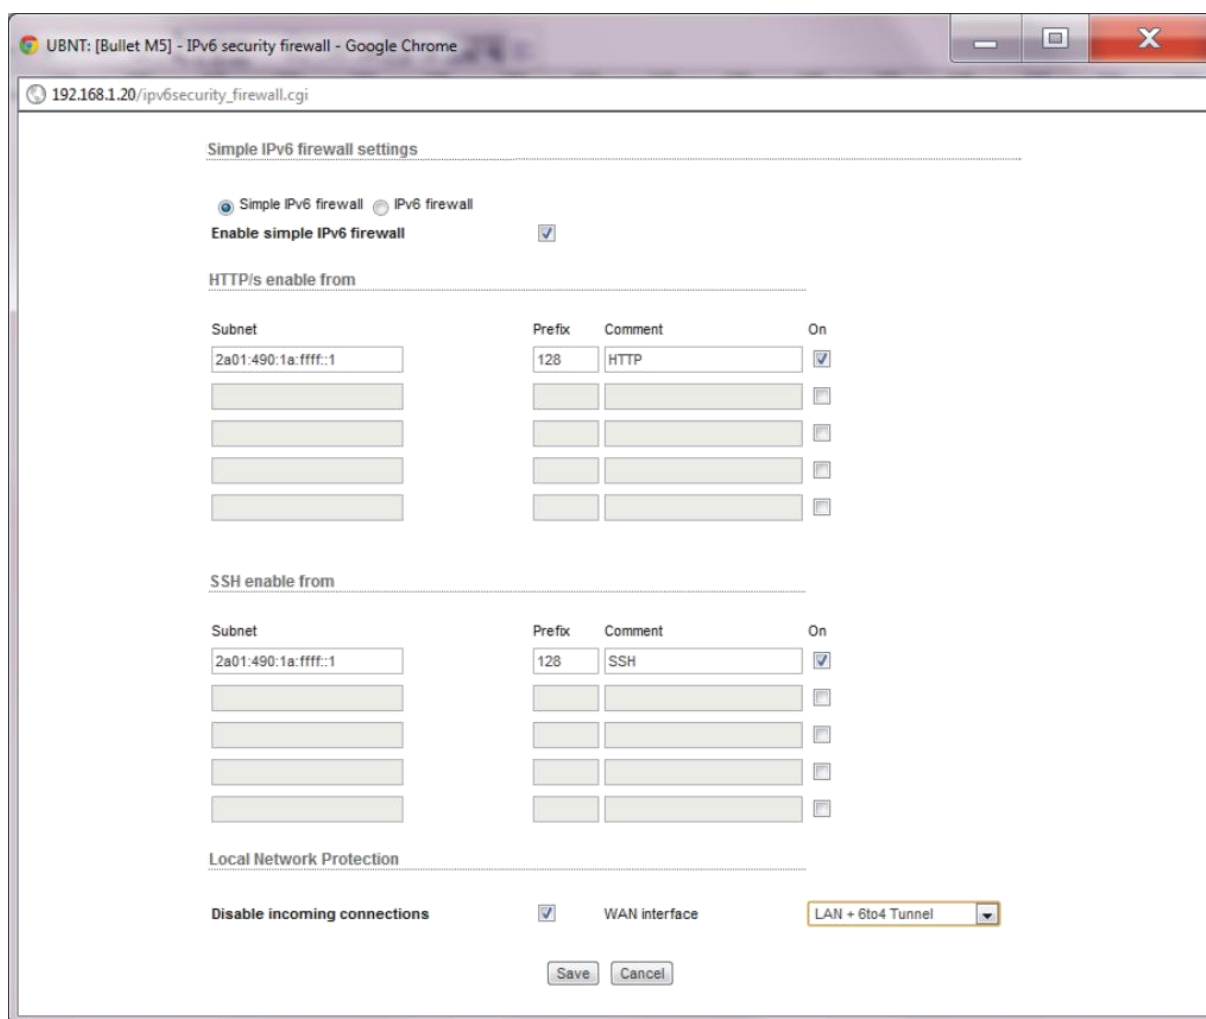 UBNT: [Bullet M5] - IPv6 security firewall - Google Chrome
192.168.1.20/ipv6security_firewall.cgi
Simple IPv6 firewall settings
Simple IPv6 firewall IPv6 firewall
Enable simple IPv6 firewall
HTTP/s enable from
Subnet Prefix Comment On
2a01:490:1a:ffff::1 128 HTTP
SSH enable from
Subnet Prefix Comment On
2a01:490:1a:ffff::1 128 SSH
Local Network Protection
Disable incoming connections WAN interface LAN + 6to4 Tunnel
Save Cancel